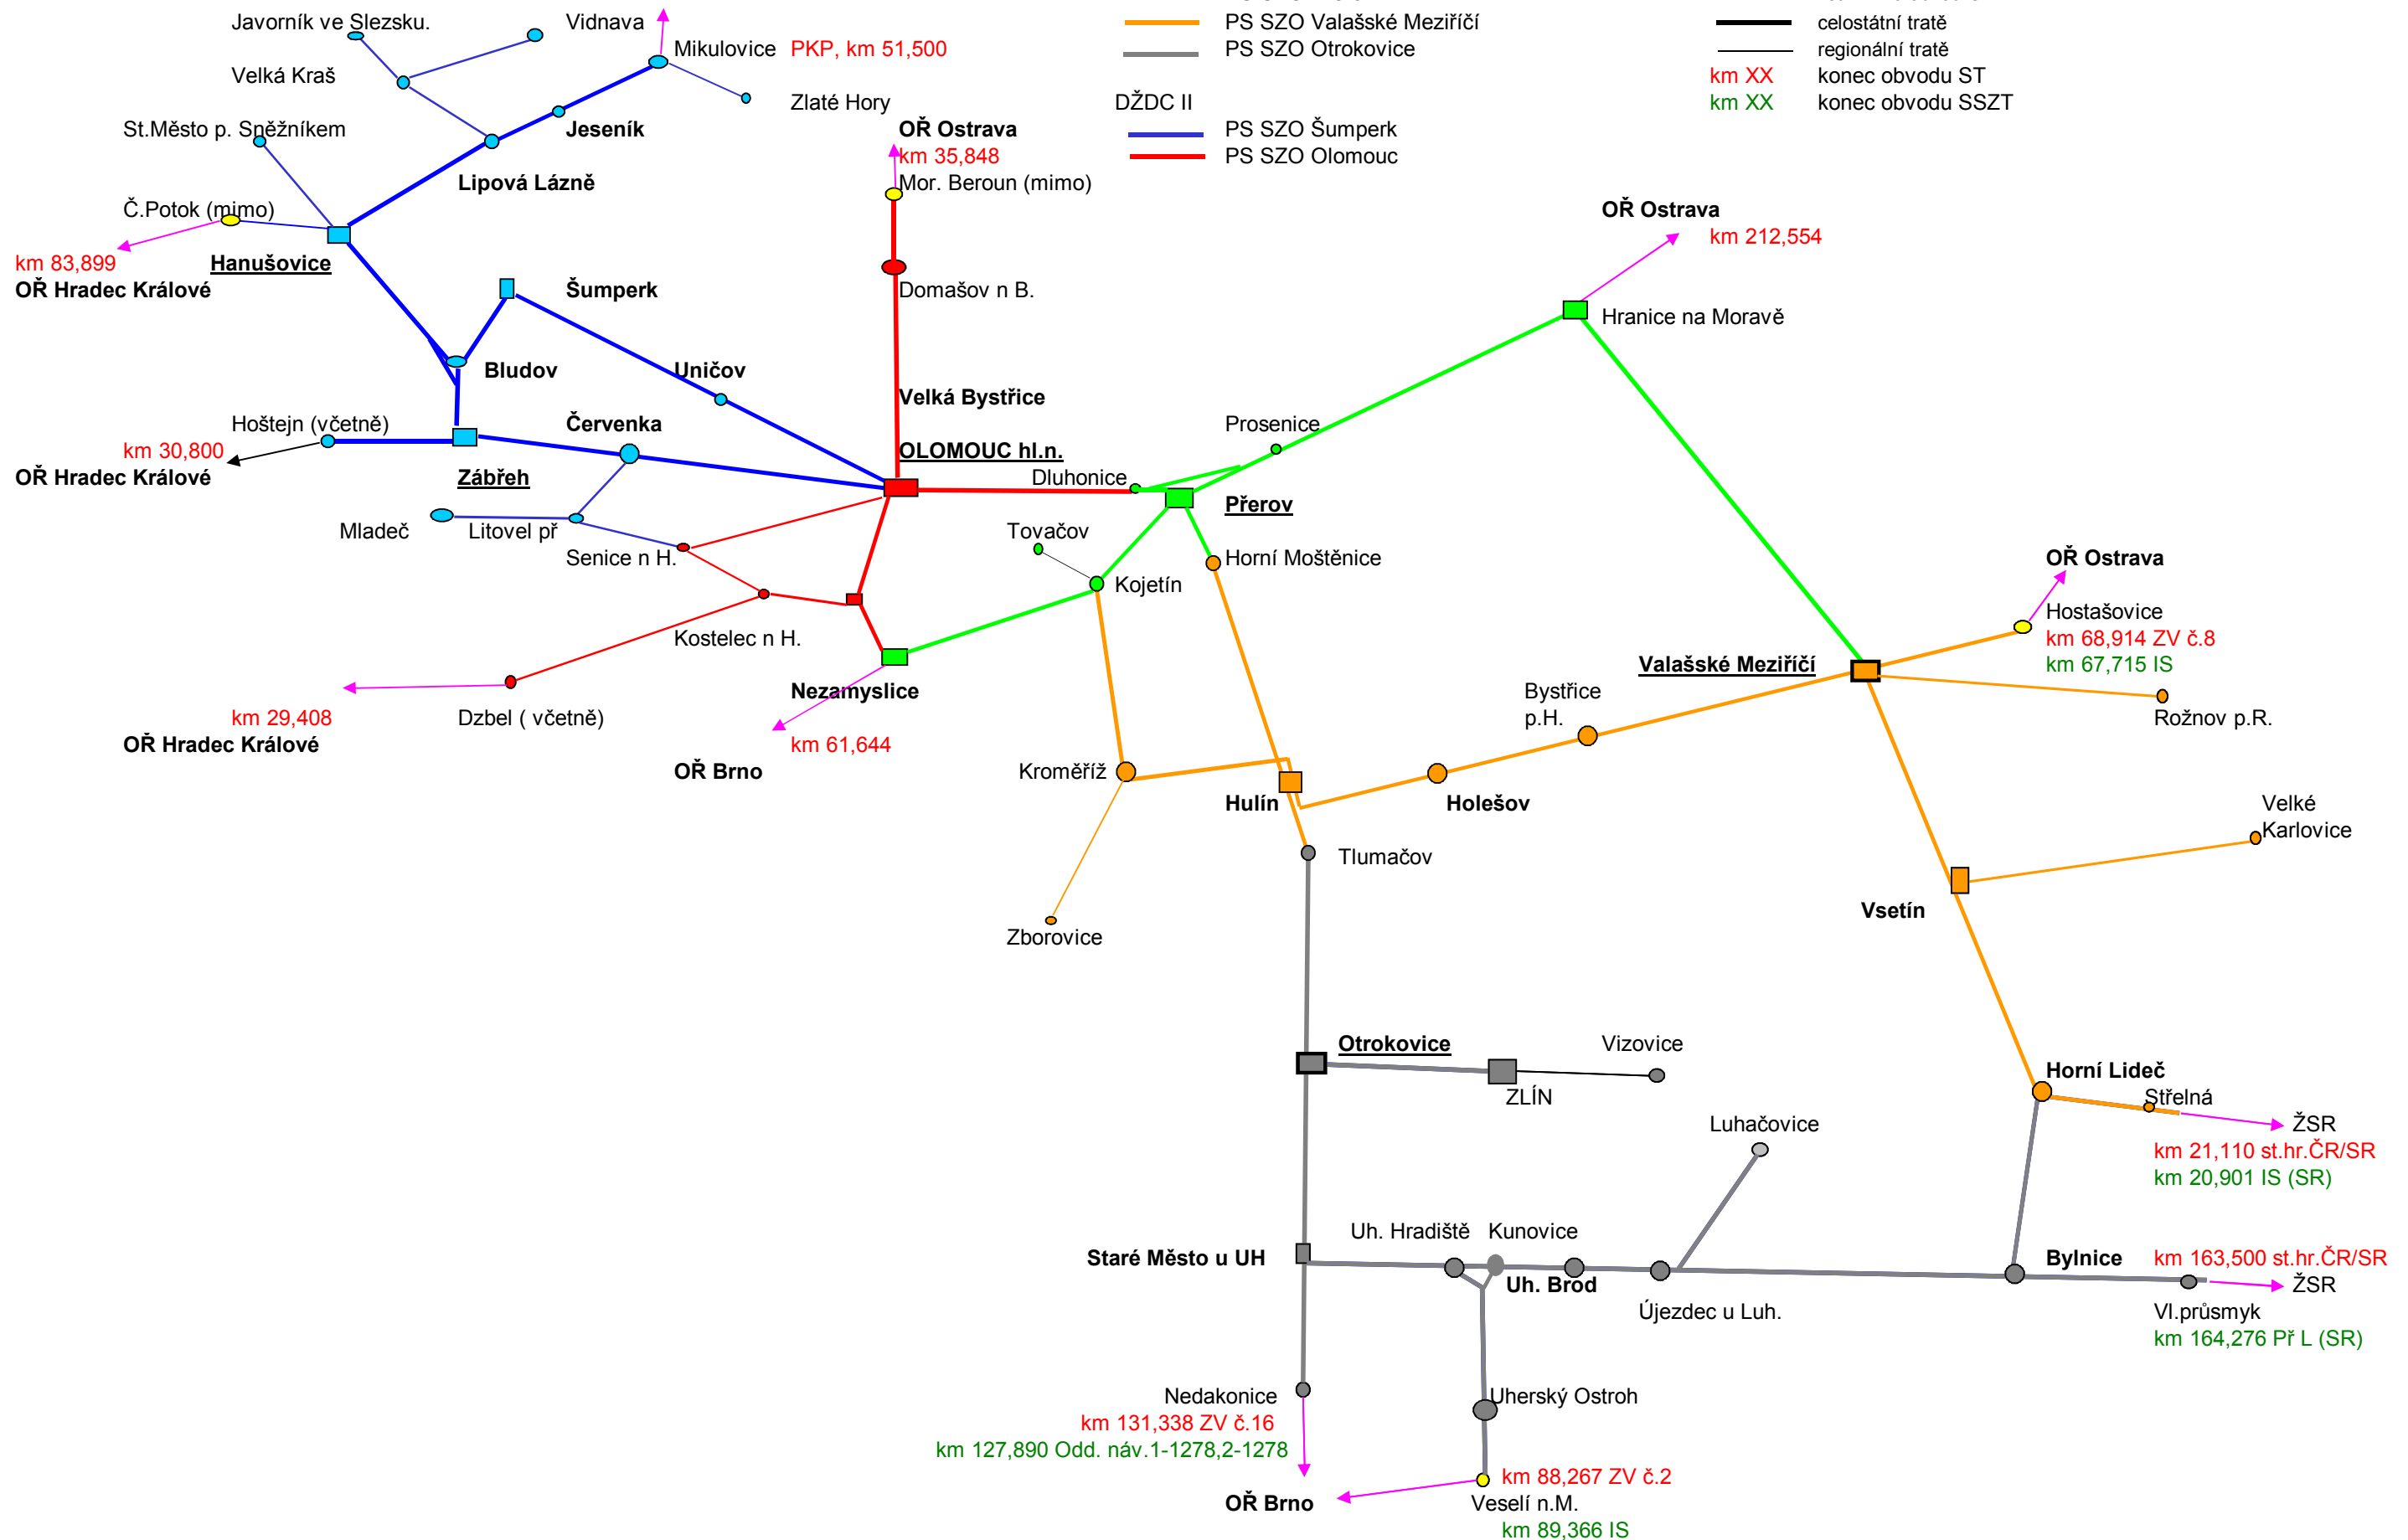 PS SZO Valašské Meziříčí
PS SZO Otrokovice
DŽDC II
PS SZO Šumperk
PS SZO Olomouc
celostátní tratě
regionální tratě
km XX konec obvodu ST
km XX konec obvodu SSZT
Javorník ve Slezsku.
Vidnava
Mikulovice PKP, km 51,500
Velká Kraš
Zlaté Hory
St.Město p. Sněžníkem
Jeseník
OŘ Ostrava
km 35,848
Mor. Beroun (mimo)
Lipová Lázně
Č.Potok (mimo)
OŘ Ostrava
km 212,554
km 83,899
OŘ Hradec Králové
Hanušovice
Šumperk
Domašov n B.
Hranice na Moravě
Bludov
Uničov
Velká Bystřice
Hoštejn (včetně)
Červenka
Prosenice
km 30,800
OŘ Hradec Králové
OLOMOUC hl.n.
Zábřeh
Dluhonice
Přerov
Mladeč
Litovel př
Senice n H.
Tovačov
Horní Moštěnice
Kojetín
OŘ Ostrava
Hostašovice
km 68,914 ZV č.8
km 67,715 IS
Kostelec n H.
Valašské Meziříčí
Nezamyslice
Bystřice
p.H.
Rožnov p.R.
km 29,408
OŘ Hradec Králové
Dzbel ( včetně)
km 61,644
OŘ Brno
Kroměříž
Hulín
Holešov
Velké
Karlovice
Tlumačov
Vsetín
Zborovice
Otrokovice
Vizovice
ZLÍN
Horní Lideč
Střelná
Luhačovice
ŽSR
km 21,110 st.hr.ČR/SR
km 20,901 IS (SR)
Uh. Hradiště
Kunovice
Staré Město u UH
Uh. Brod
Bylnice
km 163,500 st.hr.ČR/SR
ŽSR
Újezdec u Luh.
Vl.průsmyk
km 164,276 Př L (SR)
Nedakonice
km 131,338 ZV č.16
km 127,890 Odd. náv.1-1278,2-1278
Uherský Ostroh
OŘ Brno
km 88,267 ZV č.2
Veselí n.M.
km 89,366 IS